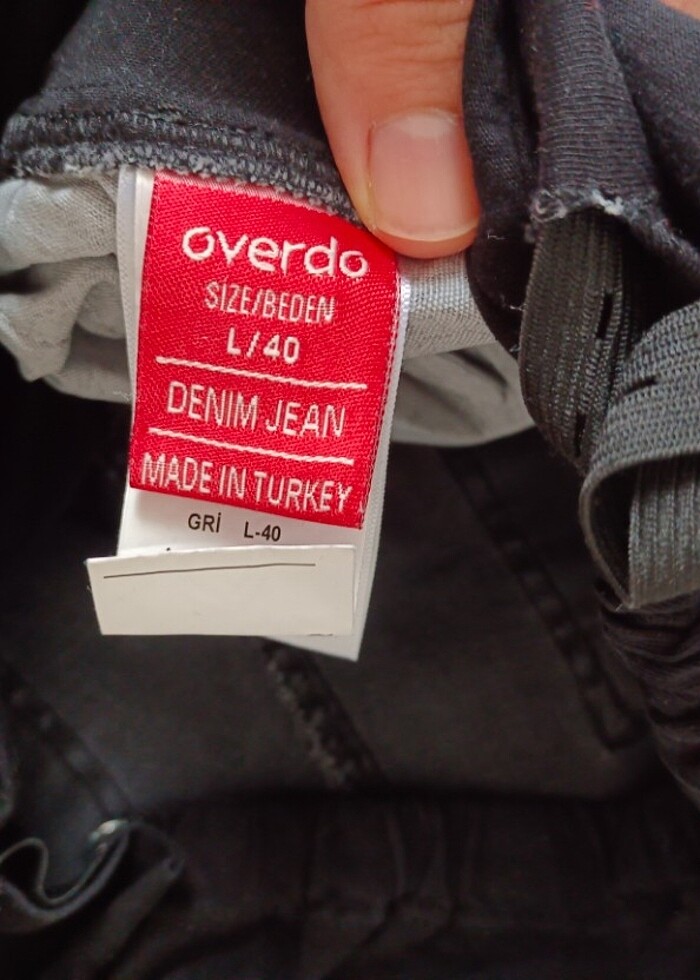 overdo
SIZE/BEDEN
L/40
DENIM JEAN
MADE IN TURKEY
GRİ L-40